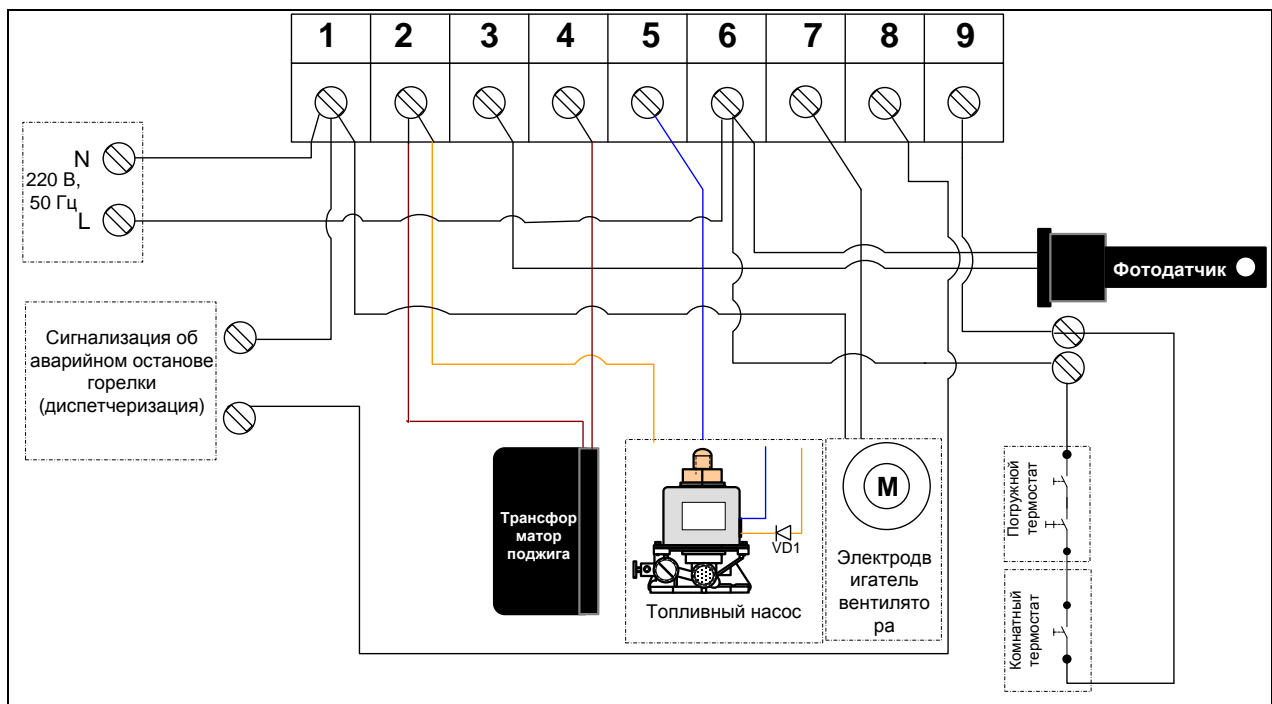 1 2 3 4 5 6 7 8 9
N
220 В,
50 Гц
L
Фотодатчик
Сигнализация об
аварийном останове
горелки
(диспетчеризация)
Трансфор
матор
поджига
VD1
Топливный насос
М
Электродв
игатель
вентилято
ра
Погружной
термостат
Комнатный
термостат